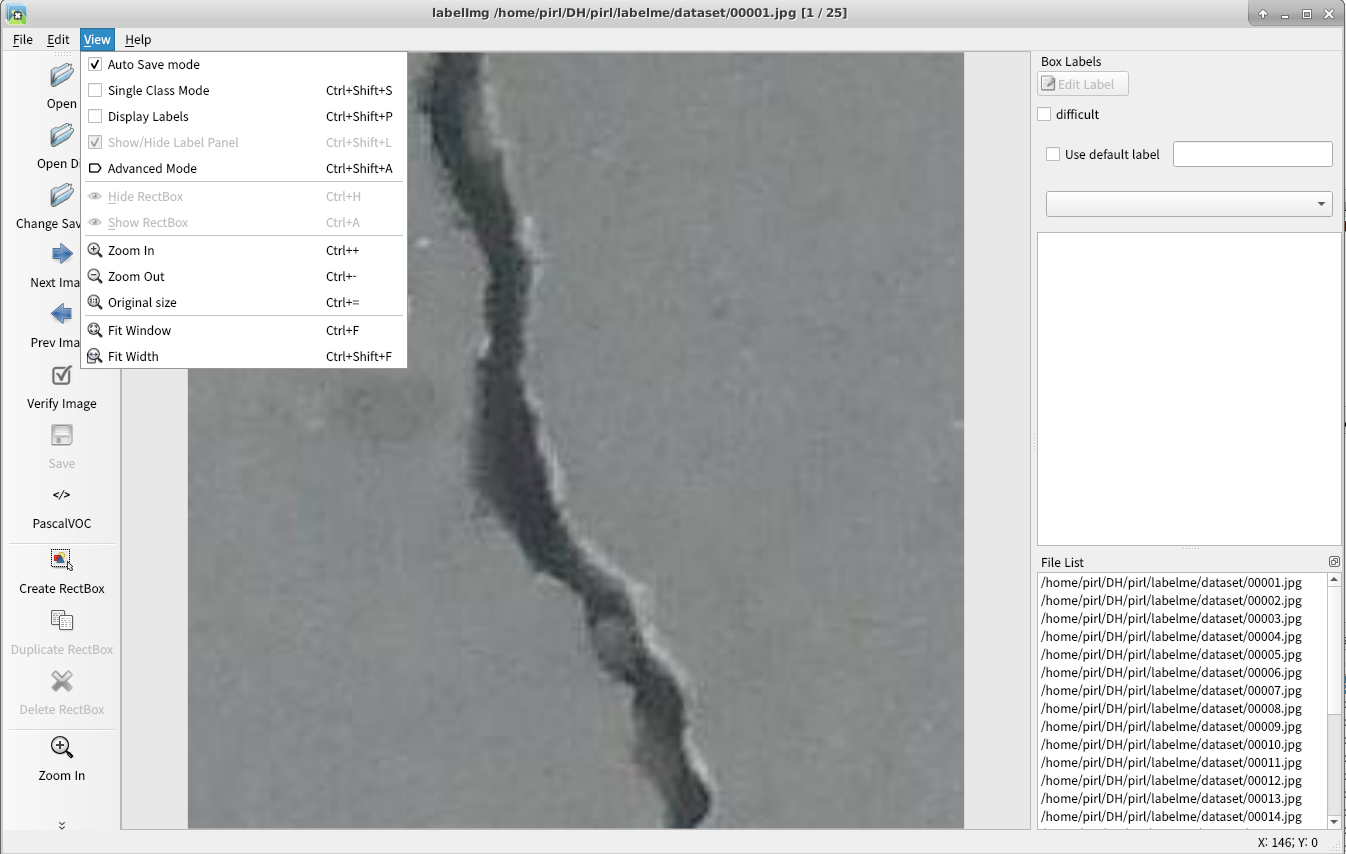 labelImg /home/pirl/DH/pirl/labelme/dataset/00001.jpg [1 / 25]
File Edit View Help
Open
Open Di
Change Sav
Next Ima
Prev Ima
Verify Image
Save
</>
PascalVOC
Create RectBox
Duplicate RectBox
Delete RectBox
Zoom In
Auto Save mode
Single Class Mode Ctrl+Shift+S
Display Labels Ctrl+Shift+P
Show/Hide Label Panel Ctrl+Shift+L
Advanced Mode Ctrl+Shift+A
Hide RectBox Ctrl+H
Show RectBox Ctrl+A
Zoom In Ctrl++
Zoom Out Ctrl+-
Original size Ctrl+=
Fit Window Ctrl+F
Fit Width Ctrl+Shift+F
Box Labels
Edit Label
difficult
Use default label
File List
/home/pirl/DH/pirl/labelme/dataset/00001.jpg
/home/pirl/DH/pirl/labelme/dataset/00002.jpg
/home/pirl/DH/pirl/labelme/dataset/00003.jpg
/home/pirl/DH/pirl/labelme/dataset/00004.jpg
/home/pirl/DH/pirl/labelme/dataset/00005.jpg
/home/pirl/DH/pirl/labelme/dataset/00006.jpg
/home/pirl/DH/pirl/labelme/dataset/00007.jpg
/home/pirl/DH/pirl/labelme/dataset/00008.jpg
/home/pirl/DH/pirl/labelme/dataset/00009.jpg
/home/pirl/DH/pirl/labelme/dataset/00010.jpg
/home/pirl/DH/pirl/labelme/dataset/00011.jpg
/home/pirl/DH/pirl/labelme/dataset/00012.jpg
/home/pirl/DH/pirl/labelme/dataset/00013.jpg
/home/pirl/DH/pirl/labelme/dataset/00014.jpg
X: 146; Y: 0